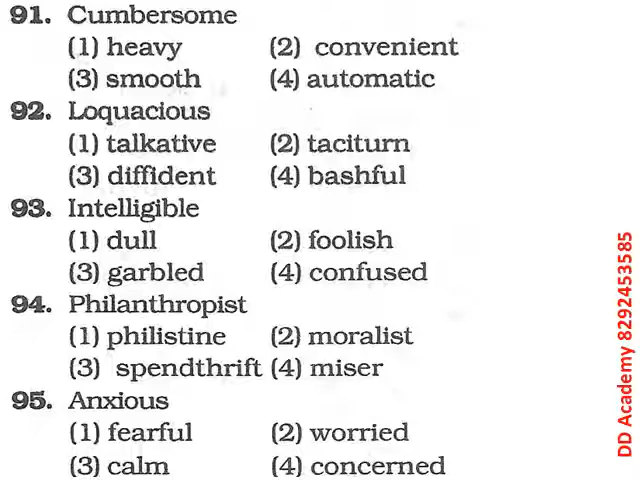 91. Cumbersome
(1) heavy (2) convenient
(3) smooth (4) automatic
92. Loquacious
(1) talkative (2) taciturn
(3) diffident (4) bashful
93. Intelligible
(1) dull (2) foolish
(3) garbled (4) confused
94. Philanthropist
(1) philistine (2) moralist
(3) spendthrift (4) miser
95. Anxious
(1) fearful (2) worried
(3) calm (4) concerned
DD Academy 8292453585